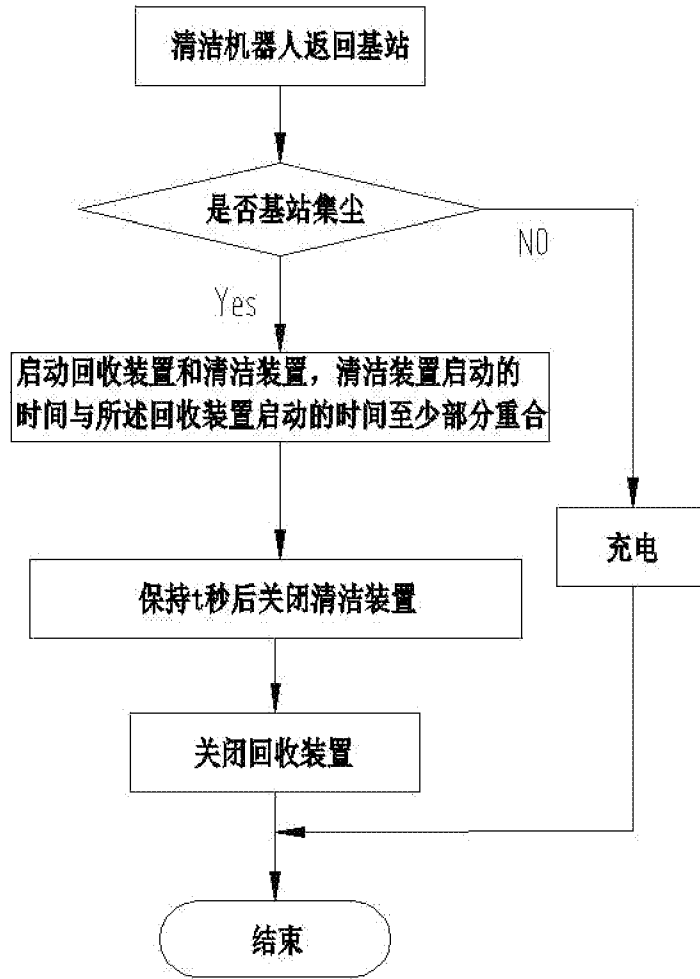 清洁机器人返回基站
是否基站集尘
NO
Yes
启动回收装置和清洁装置，清洁装置启动的
时间与所述回收装置启动的时间至少部分重合
充电
保持t秒后关闭清洁装置
关闭回收装置
结束